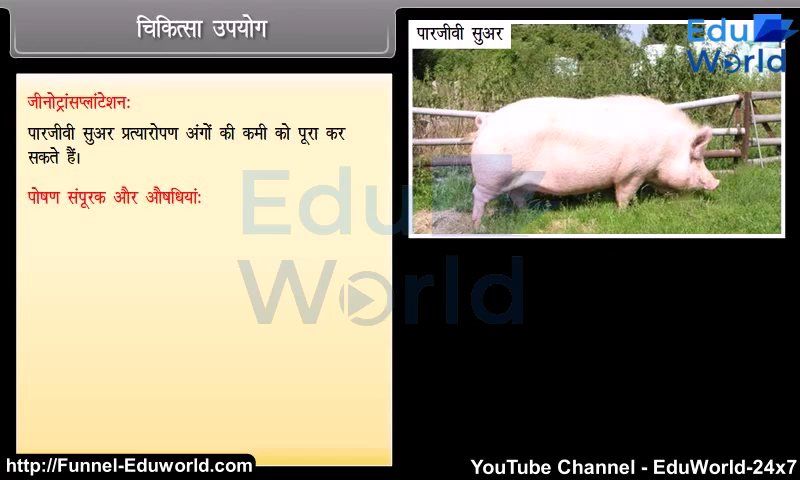 चिकित्सा उपयोग
पारजीवी सुअर
Edu
World
जीनोट्रांसप्लांटेशनः
पारजीवी सुअर प्रत्यारोपण अंगों की कमी को पूरा कर
सकते हैं।
पोषण संपूरक और औषधियांः
Edu
World
http://Funnel-Eduworld.com
YouTube Channel - EduWorld-24x7